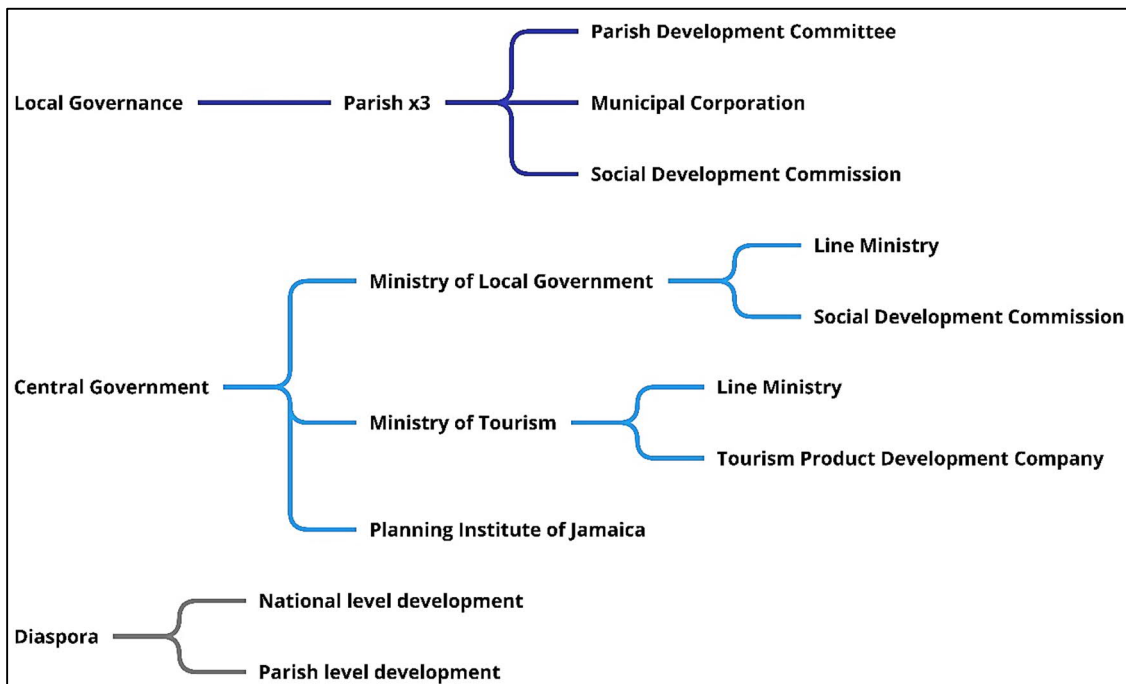 Parish Development Committee
Local Governance
Parish x3
Municipal Corporation
Social Development Commission
Line Ministry
Ministry of Local Government
Social Development Commission
Central Government
Line Ministry
Ministry of Tourism
Tourism Product Development Company
Planning Institute of Jamaica
National level development
Diaspora
Parish level development